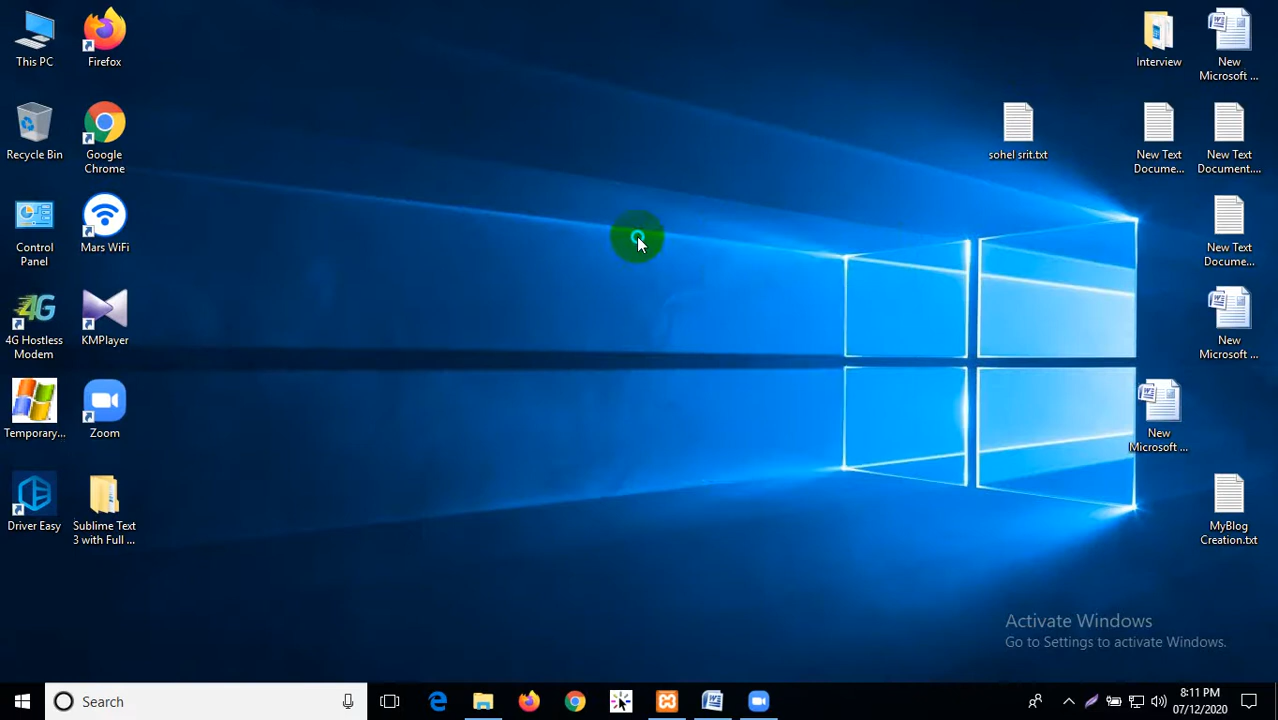 This PC
Firefox
Recycle Bin
Google
Chrome
Control
Panel
Mars WiFi
4G
4G Hostless
Modem
KMPlayer
Temporary...
Zoom
Driver Easy
Sublime Text
3 with Full ...
interview
New
Microsoft ...
sohel srit.txt
New Text
Docume...
New Text
Document....
New Text
Docume...
New
Microsoft ...
New
Microsoft ...
MyBlog
Creation.txt
Activate Windows
Go to Settings to activate Windows.
Search
8:11 PM
07/12/2020